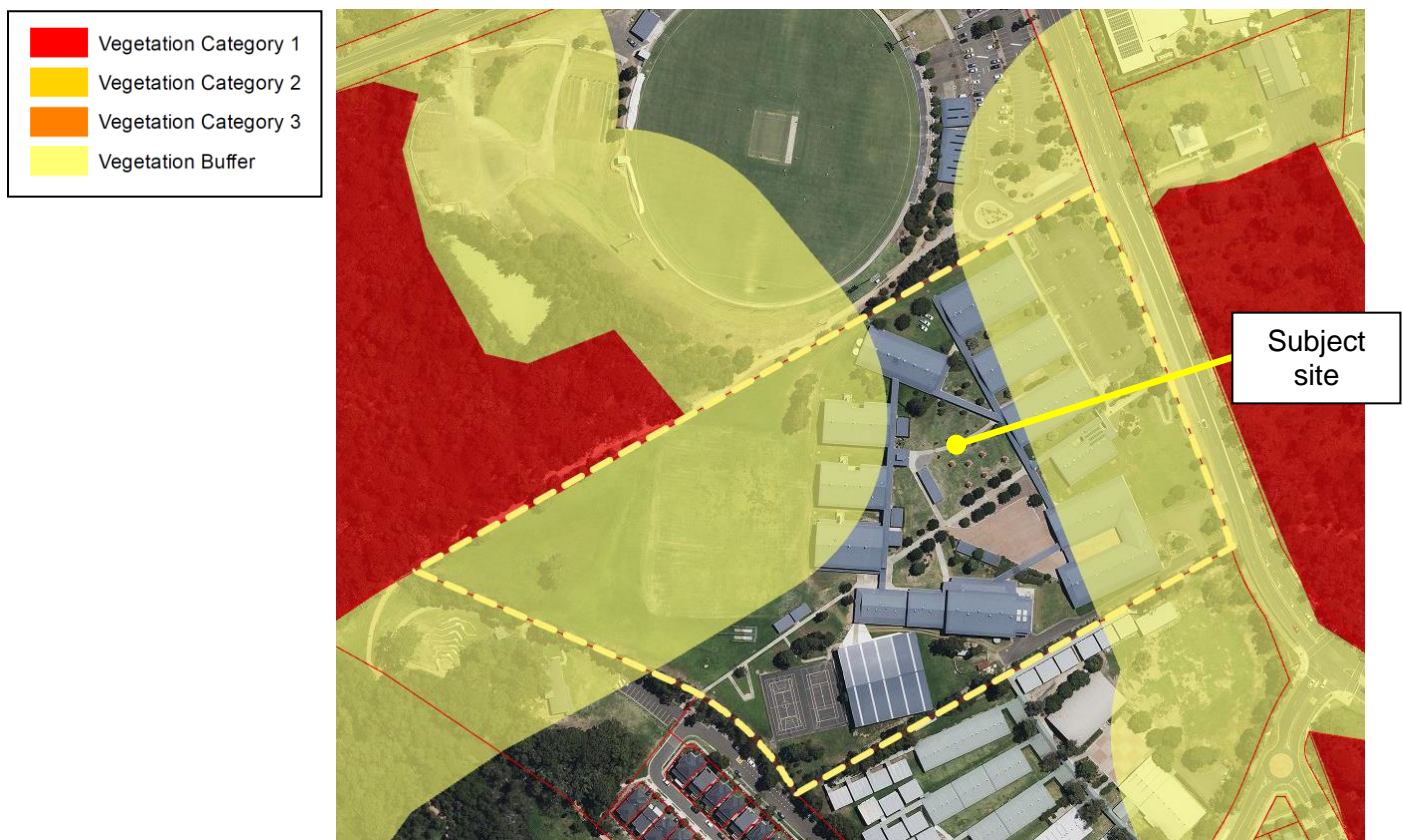 Vegetation Category 1
Vegetation Category 2
Vegetation Category 3
Vegetation Buffer
Subject
site